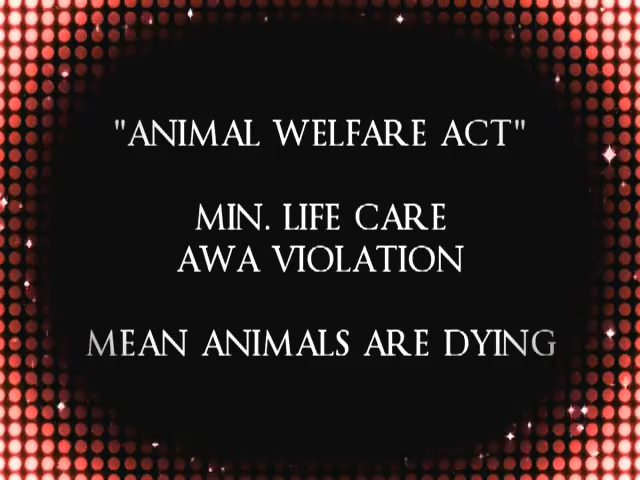 "ANIMAL WELFARE ACT"
MIN. LIFE CARE
AWA VIOLATION
MEAN ANIMALS ARE DYING